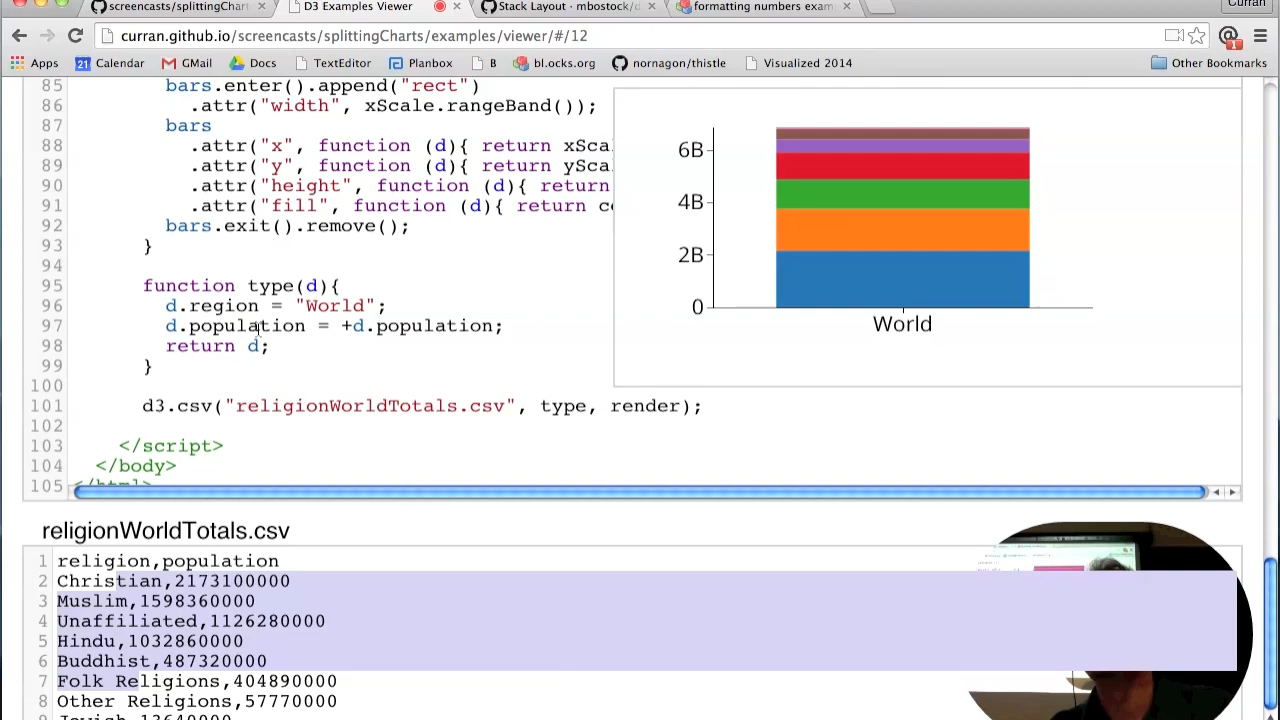 screencasts/splittingChart
D3 Examples Viewer
Stack Layout · mbostock/d
formatting numbers exam
Curran
curran.github.io/screencasts/splittingCharts/examples/viewer/#/12
Apps
21 Calendar
GMail
Docs
TextEditor
Planbox
B
bl.ocks.org
nornagon/thistle
Visualized 2014
Other Bookmarks
85 bars.enter().append("rect")
86 .attr("width", xScale.rangeBand());
87 bars
88 .attr("x", function (d){ return xSca
89 .attr("y", function (d){ return ySca
90 .attr("height", function (d){ return
91 .attr("fill", function (d){ return co
92 bars.exit().remove();
93 }
94
95 function type(d){
96 d.region = "World";
97 d.population = +d.population;
98 return d;
99 }
100
101 d3.csv("religionWorldTotals.csv", type, render);
102
103 </script>
104 </body>
105 </html>
6B
4B
2B
0
World
religionWorldTotals.csv
1 religion,population
2 Christian,2173100000
3 Muslim,1598360000
4 Unaffiliated,1126280000
5 Hindu,1032860000
6 Buddhist,487320000
7 Folk Religions,404890000
8 Other Religions,57770000
9 Jewish,13640000